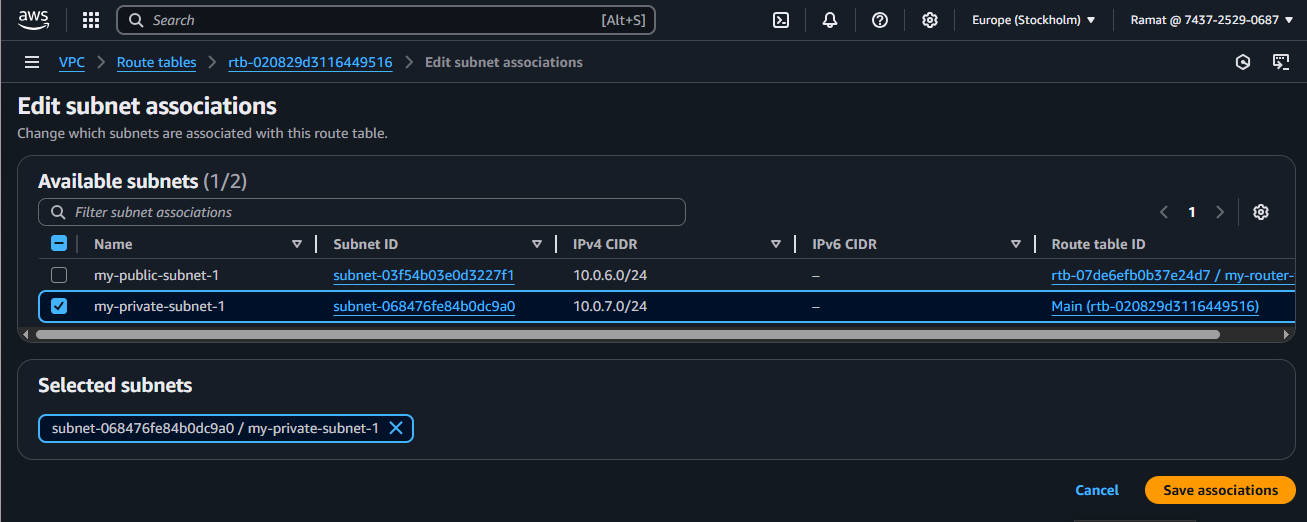 aws Search [Alt+S] Europe (Stockholm) Ramat @ 7437-2529-0687
VPC Route tables rtb-020829d3116449516 Edit subnet associations
Edit subnet associations
Change which subnets are associated with this route table.
Available subnets (1/2)
Filter subnet associations 1
Name Subnet ID IPv4 CIDR IPv6 CIDR Route table ID
my-public-subnet-1 subnet-03f54b03e0d3227f1 10.0.6.0/24 – rtb-07de6efb0b37e24d7 / my-router-
my-private-subnet-1 subnet-068476fe84b0dc9a0 10.0.7.0/24 – Main (rtb-020829d3116449516)
Selected subnets
subnet-068476fe84b0dc9a0 / my-private-subnet-1
Cancel Save associations